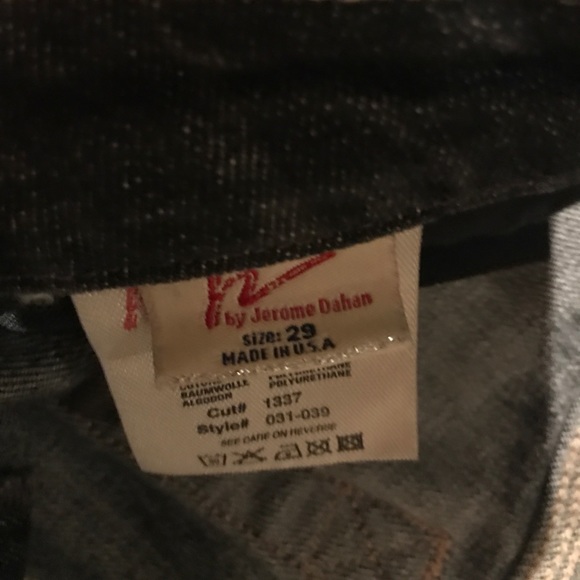 by Jerome Dahan
size: 29
MADE IN U.S.A
BAUMWOLLE POLYURETHANE
ALGODON POLYURETHANE
Cut# 1337
Style# 031-039
SEE CARE ON REVERSE